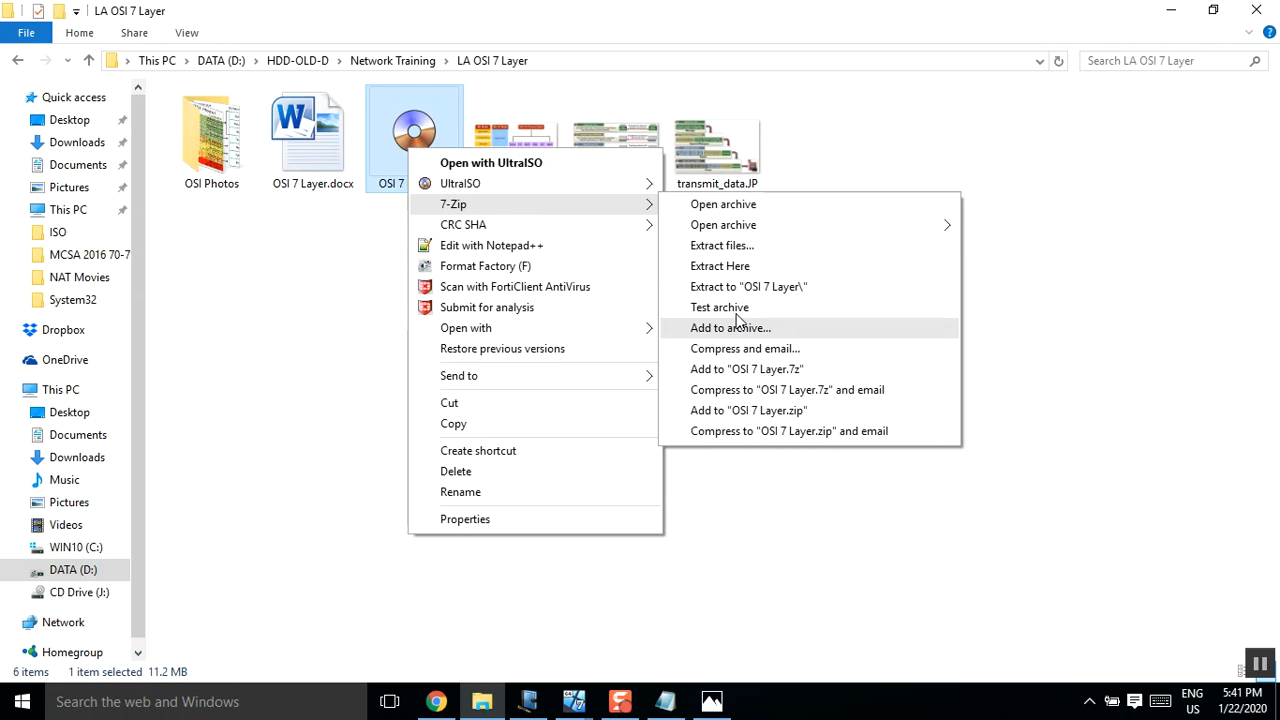 LA OSI 7 Layer
File Home Share View
This PC DATA (D:) HDD-OLD-D Network Training LA OSI 7 Layer
Search LA OSI 7 Layer
Quick access
Desktop
Downloads
Documents
Pictures
This PC
ISO
MCSA 2016 70-7
NAT Movies
System32
Dropbox
OneDrive
This PC
Desktop
Documents
Downloads
Music
Pictures
Videos
WIN10 (C:)
DATA (D:)
CD Drive (J:)
Network
Homegroup
OSI Photos
OSI 7 Layer.docx
OSI 7
transmit_data.JP
Open with UltraISO
UltraISO
7-Zip
CRC SHA
Edit with Notepad++
Format Factory (F)
Scan with FortiClient AntiVirus
Submit for analysis
Open with
Restore previous versions
Send to
Cut
Copy
Create shortcut
Delete
Rename
Properties
Open archive
Open archive
Extract files...
Extract Here
Extract to "OSI 7 Layer\"
Test archive
Add to archive...
Compress and email...
Add to "OSI 7 Layer.7z"
Compress to "OSI 7 Layer.7z" and email
Add to "OSI 7 Layer.zip"
Compress to "OSI 7 Layer.zip" and email
6 items 1 item selected 11.2 MB
Search the web and Windows
ENG
US
5:41 PM
1/22/2020